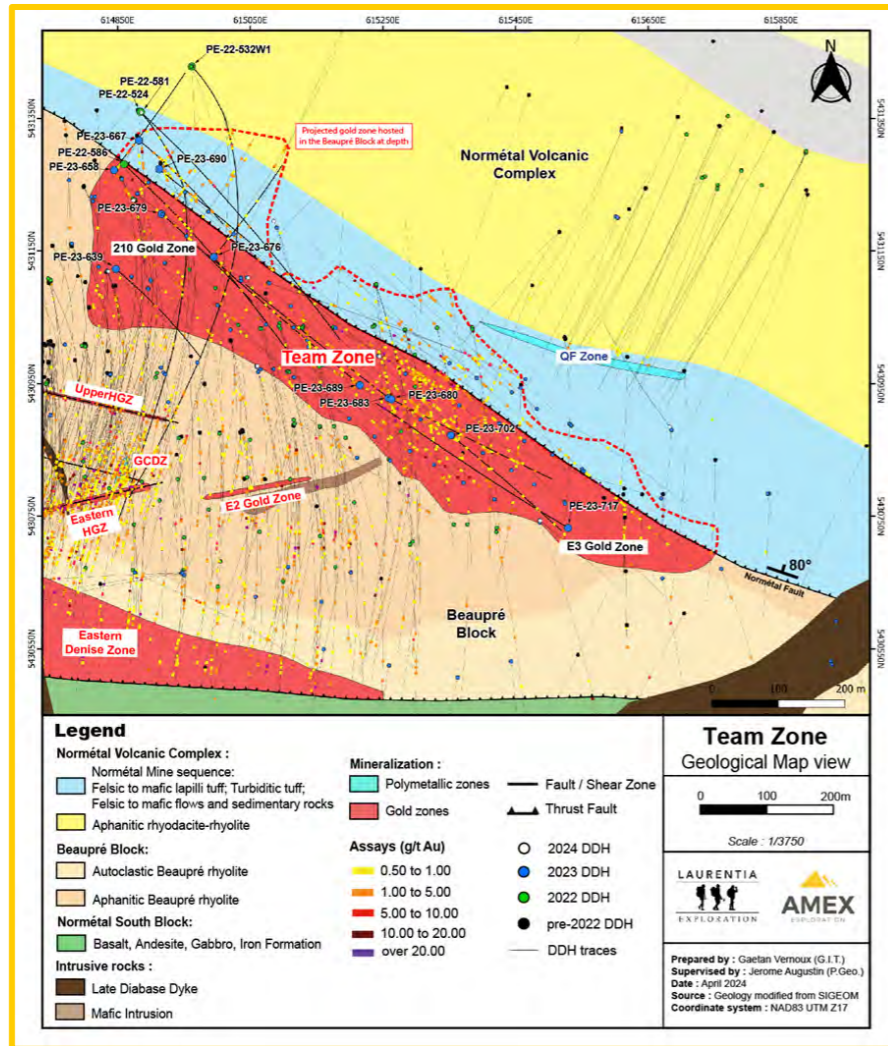 614850E 615050E 615250E 615450E 615650E 615850E
PE-22-532W1
N
PE-22-581
PE-22-524
5431350N 5431350N
PE-23-667
Projected gold zone hosted
in the Beaupré Block at depth
PE-22-586
PE-23-690
Normétal Volcanic
Complex
PE-23-658
PE-23-679
210 Gold Zone
PE-23-676
5431150N 5431150N
PE-23-639
Team Zone
QF Zone
PE-23-689
PE-23-680
5430950N 5430950N
UpperHGZ
PE-23-683
PE-23-702
GCDZ
E2 Gold Zone
Eastern
HGZ
PE-23-717
5430750N 5430750N
E3 Gold Zone
80°
Normétal Fault
Beaupré
Block
Eastern
Denise Zone
5430550N 5430550N
0 100 200 m
Legend
Normétal Volcanic Complex :
Normétal Mine sequence:
Felsic to mafic lapilli tuff; Turbiditic tuff;
Felsic to mafic flows and sedimentary rocks
Aphanitic rhyodacite-rhyolite
Beaupré Block:
Autoclastic Beaupré rhyolite
Aphanitic Beaupré rhyolite
Normétal South Block:
Basalt, Andesite, Gabbro, Iron Formation
Intrusive rocks :
Late Diabase Dyke
Mafic Intrusion
Mineralization :
Polymetallic zones
Gold zones
Assays (g/t Au)
0.50 to 1.00
1.00 to 5.00
5.00 to 10.00
10.00 to 20.00
over 20.00
Fault / Shear Zone
Thrust Fault
2024 DDH
2023 DDH
2022 DDH
pre-2022 DDH
DDH traces
Team Zone
Geological Map view
0 100 200m
Scale : 1/3750
LAURENTIA
EXPLORATION
AMEX
EXPLORATION
Prepared by : Gaetan Vernoux (G.I.T.)
Supervised by : Jerome Augustin (P.Geo.)
Date : April 2024
Source : Geology modified from SIGEOM
Coordinate system : NAD83 UTM Z17